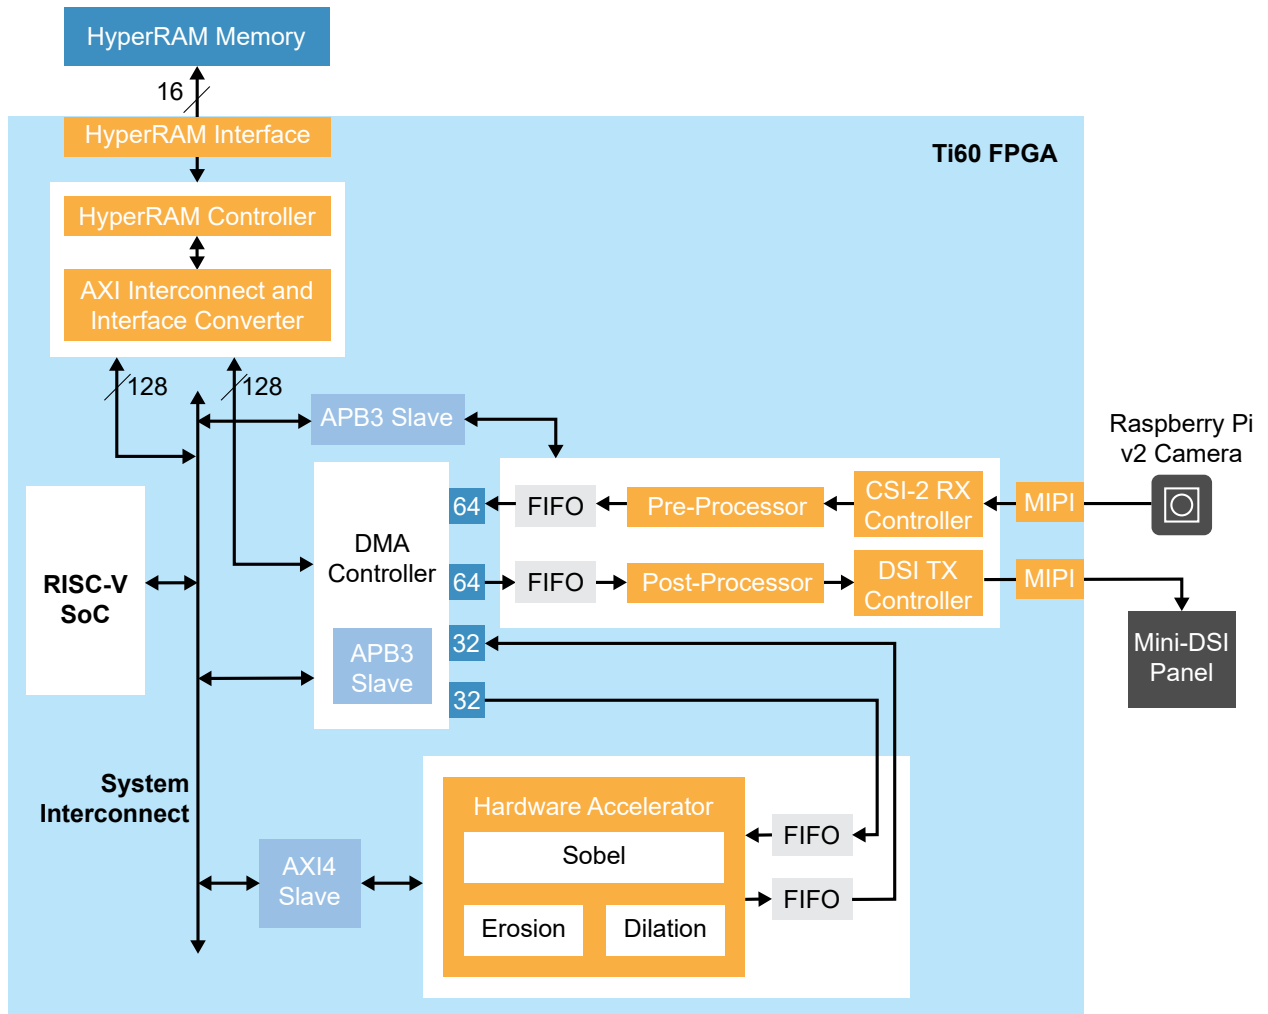 HyperRAM Memory
16
HyperRAM Interface
Ti60 FPGA
HyperRAM Controller
AXI Interconnect and
Interface Converter
128
128
APB3 Slave
Raspberry Pi
v2 Camera
64
FIFO
Pre-Processor
CSI-2 RX
Controller
MIPI
DMA
Controller
64
FIFO
Post-Processor
DSI TX
Controller
MIPI
RISC-V
SoC
32
APB3
Slave
32
Mini-DSI
Panel
System
Interconnect
Hardware Accelerator
Sobel
FIFO
AXI4
Slave
FIFO
Erosion
Dilation